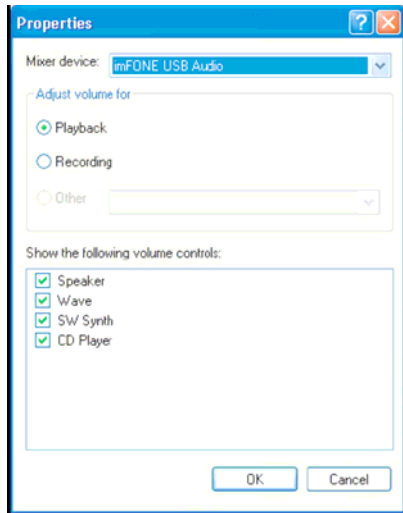 Properties
Mixer device: imFONE USB Audio
Adjust volume for
Playback
Recording
Other
Show the following volume controls:
Speaker
Wave
SW Synth
CD Player
OK Cancel